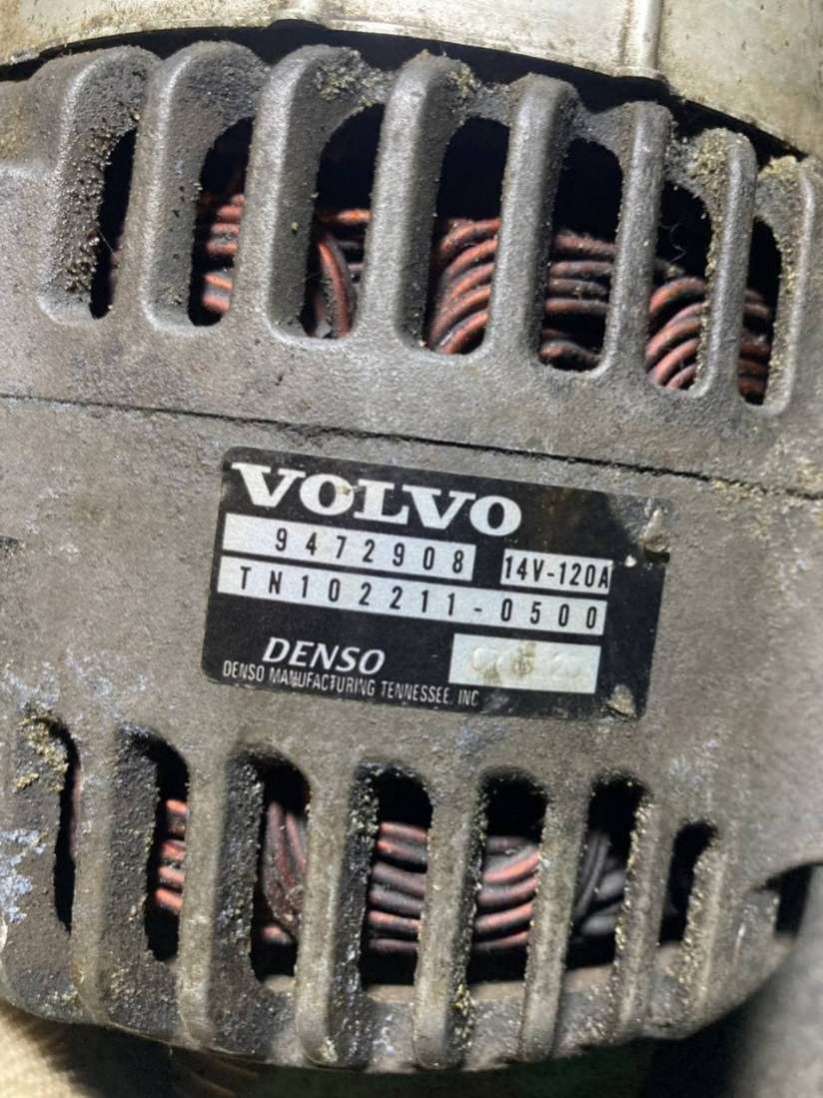 VOLVO
9472908 14V-120A
TN102211-0500
DENSO
DENSO MANUFACTURING TENNESSEE, INC